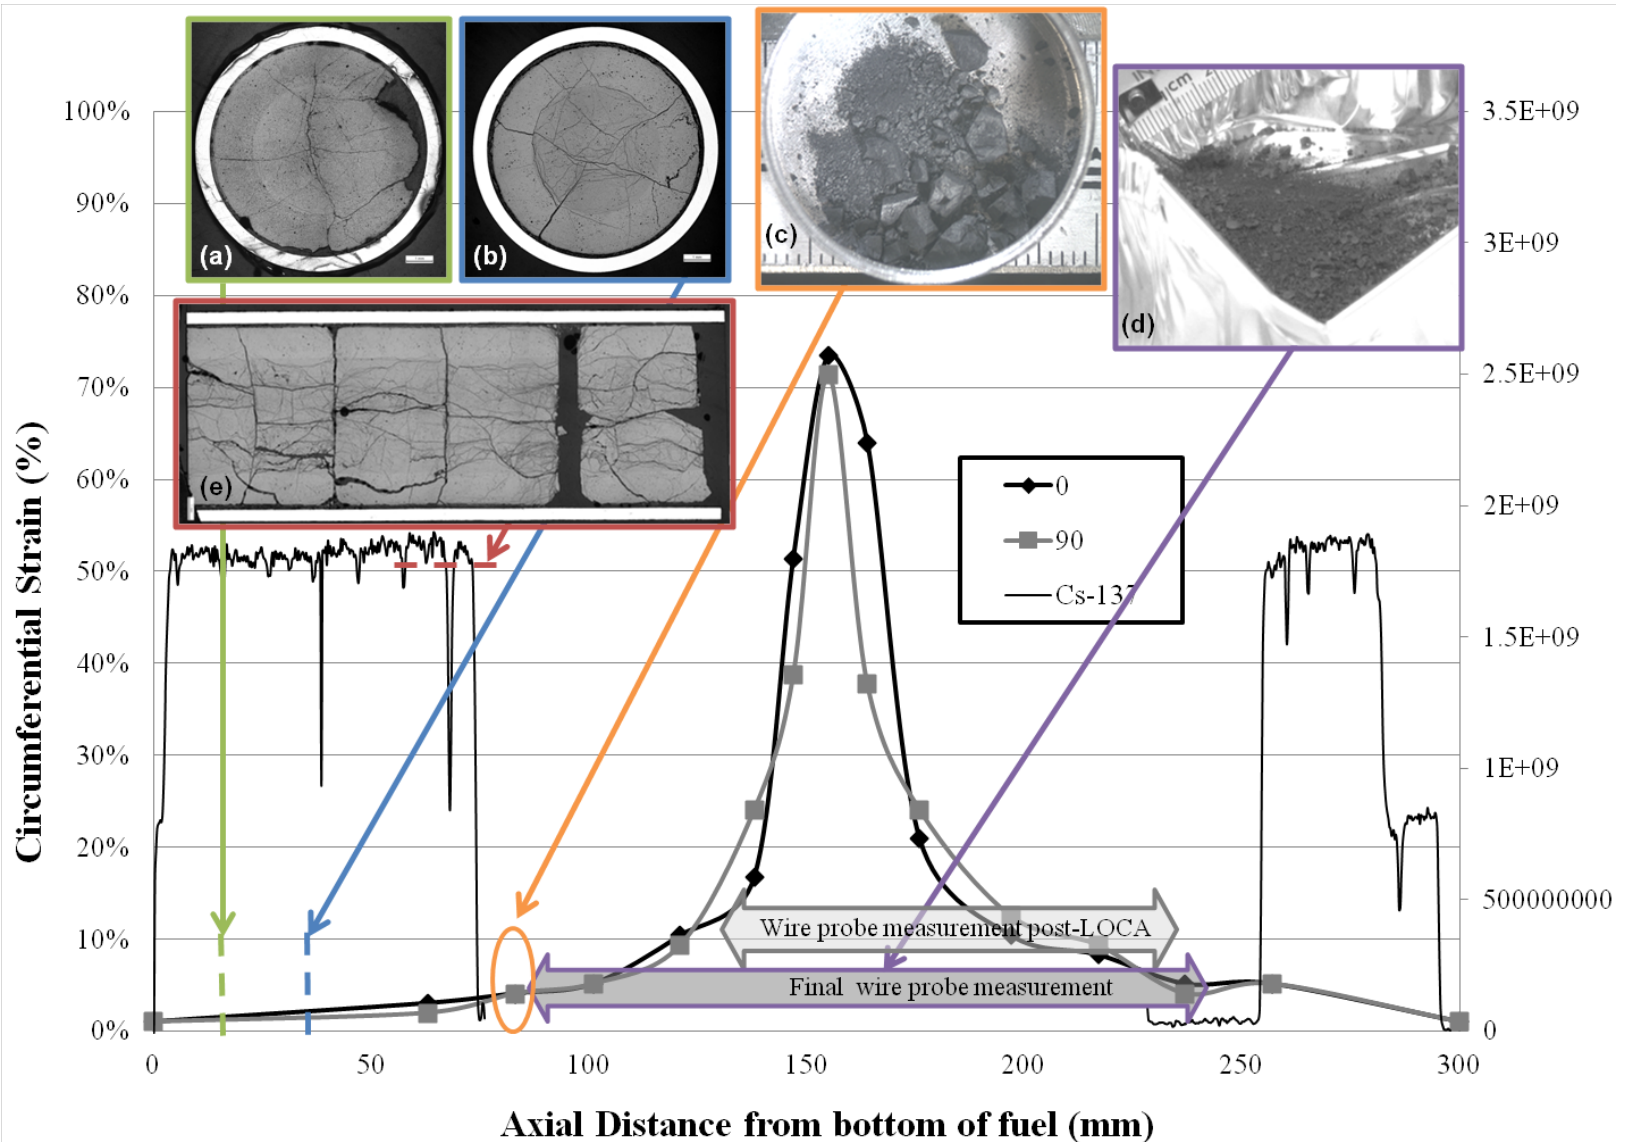 (a)
(b)
(c)
cm 2
(d)
(e)
100%
90%
80%
70%
60%
50%
40%
30%
20%
10%
0%
Circumferential Strain (%)
3.5E+09
3E+09
2.5E+09
2E+09
1.5E+09
1E+09
500000000
0
0
90
Cs-137
Wire probe measurement post-LOCA
Final wire probe measurement
0 50 100 150 200 250 300
Axial Distance from bottom of fuel (mm)